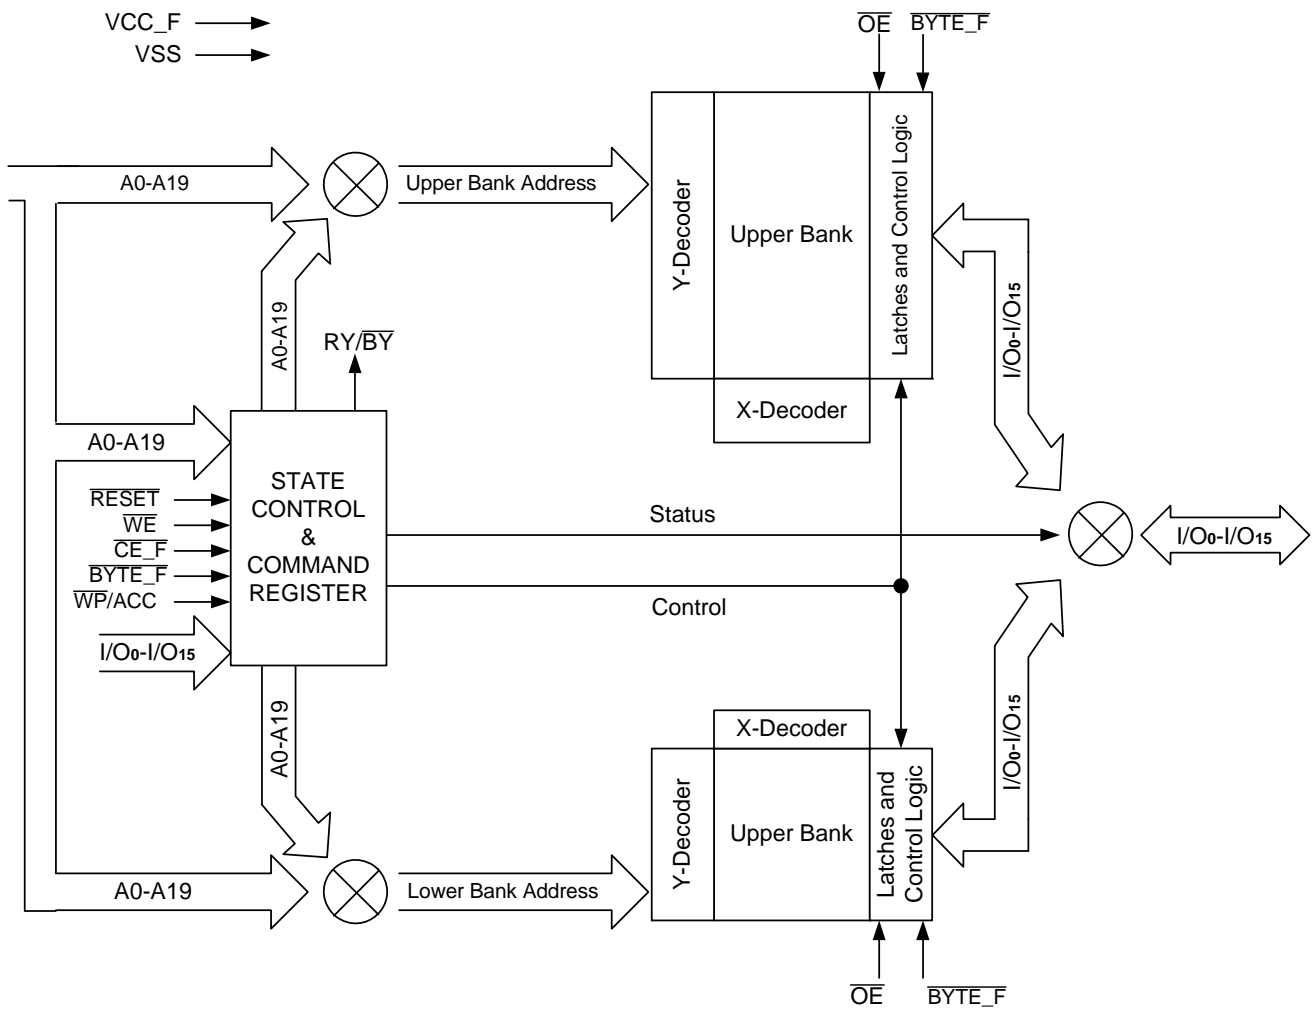 VCC_F
VSS
OE
BYTE_F
A0-A19
Upper Bank Address
Y-Decoder
Upper Bank
Latches and Control Logic
X-Decoder
I/O0-I/O15
A0-A19
RY/BY
A0-A19
RESET
WE
CE_F
BYTE_F
WP/ACC
I/O0-I/O15
STATE
CONTROL
&
COMMAND
REGISTER
Status
Control
I/O0-I/O15
A0-A19
X-Decoder
Y-Decoder
Upper Bank
Latches and
Control Logic
I/O0-I/O15
A0-A19
Lower Bank Address
OE
BYTE_F